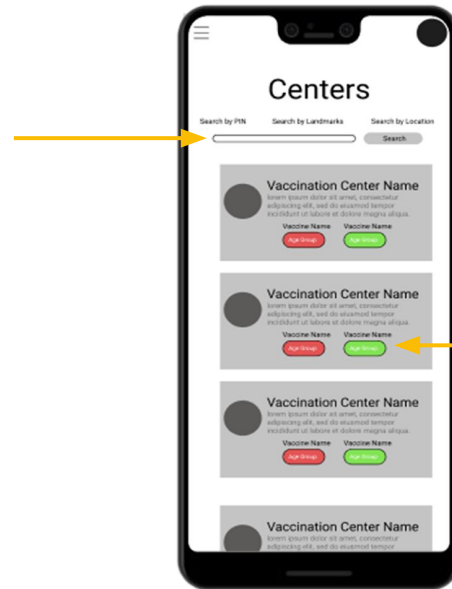 Centers
Search by PIN Search by Landmarks Search by Location
Search
Vaccination Center Name
lorem ipsum dolor sit amet, consectetur
adipiscing elit, sed do eiusmod tempor
incididunt ut labore et dolore magna aliqua.
Vaccine Name Vaccine Name
Age Group Age Group
Vaccination Center Name
lorem ipsum dolor sit amet, consectetur
adipiscing elit, sed do eiusmod tempor
incididunt ut labore et dolore magna aliqua.
Vaccine Name Vaccine Name
Age Group Age Group
Vaccination Center Name
lorem ipsum dolor sit amet, consectetur
adipiscing elit, sed do eiusmod tempor
incididunt ut labore et dolore magna aliqua.
Vaccine Name Vaccine Name
Age Group Age Group
Vaccination Center Name
lorem ipsum dolor sit amet, consectetur
adipiscing elit, sed do eiusmod tempor